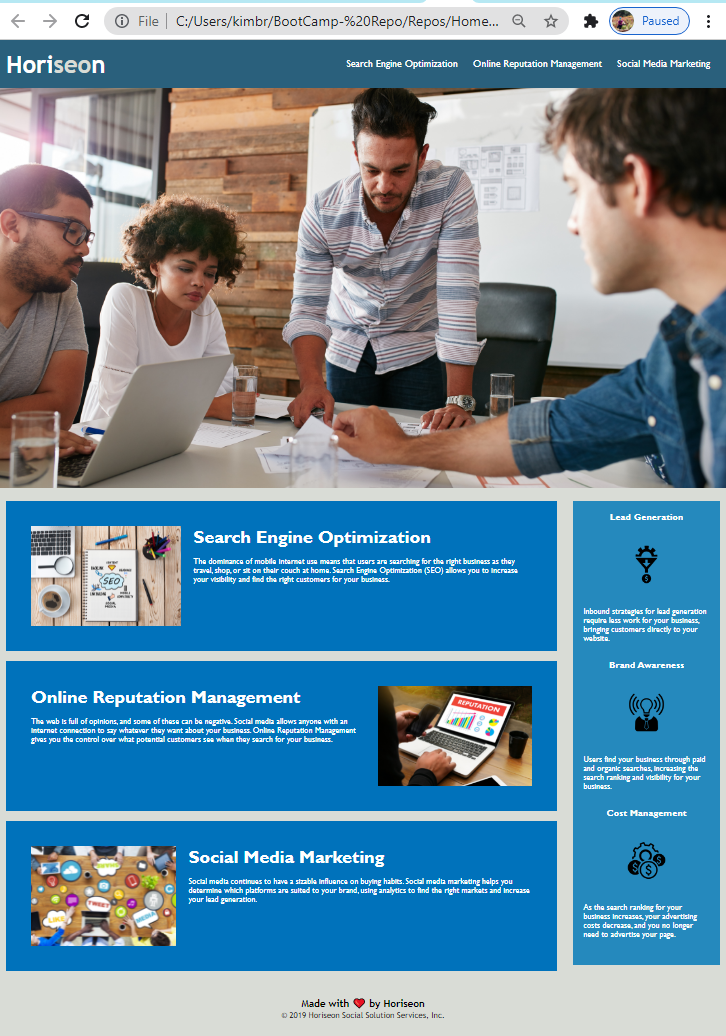 File | C:/Users/kimbr/BootCamp-%20Repo/Repos/Home...
Paused
Horiseon
Search Engine Optimization Online Reputation Management Social Media Marketing
Search Engine Optimization
The dominance of mobile internet use means that users are searching for the right business as they
travel, shop, or sit on their couch at home. Search Engine Optimization (SEO) allows you to increase
your visibility and find the right customers for your business.
SEO
Online Reputation Management
The web is full of opinions, and some of these can be negative. Social media allows anyone with an
internet connection to say whatever they want about your business. Online Reputation Management
gives you the control over what potential customers see when they search for your business.
REPUTATION
Social Media Marketing
Social media continues to have a sizable influence on buying habits. Social media marketing helps you
determine which platforms are suited to your brand, using analytics to find the right markets and increase
your lead generation.
TWEET
LIKE
MEDIA
Lead Generation
Inbound strategies for lead generation
require less work for your business,
bringing customers directly to your
website.
Brand Awareness
Users find your business through paid
and organic searches, increasing the
search ranking and visibility for your
business.
Cost Management
As the search ranking for your
business increases, your advertising
costs decrease, and you no longer
need to advertise your page.
Made with ❤️ by Horiseon
© 2019 Horiseon Social Solution Services, Inc.